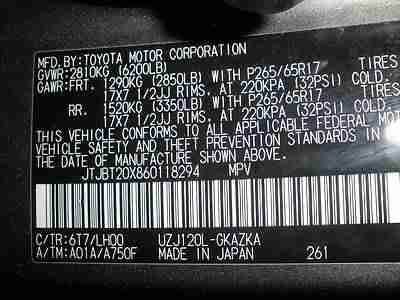 MFD.BY:TOYOTA MOTOR CORPORATION
GVWR:2810KG (6200LB)
GAWR:FRT. 1290KG (2850LB) WITH P265/65R17 TIRES
17X7 1/2JJ RIMS, AT 220KPA (32PSI) COLD.
RR. 1520KG (3350LB) WITH P265/65R17 TIRES
17X7 1/2JJ RIMS, AT 220KPA (32PSI) COLD.
THIS VEHICLE CONFORMS TO ALL APPLICABLE FEDERAL MOTOR
VEHICLE SAFETY AND THEFT PREVENTION STANDARDS IN
EFFECT ON THE DATE OF MANUFACTURE SHOWN ABOVE.
JTJBT20X860118294 MPV
C/TR:6T7/LH00 UZJ120L-GKAZKA
A/TM:A01A/A750F MADE IN JAPAN 261